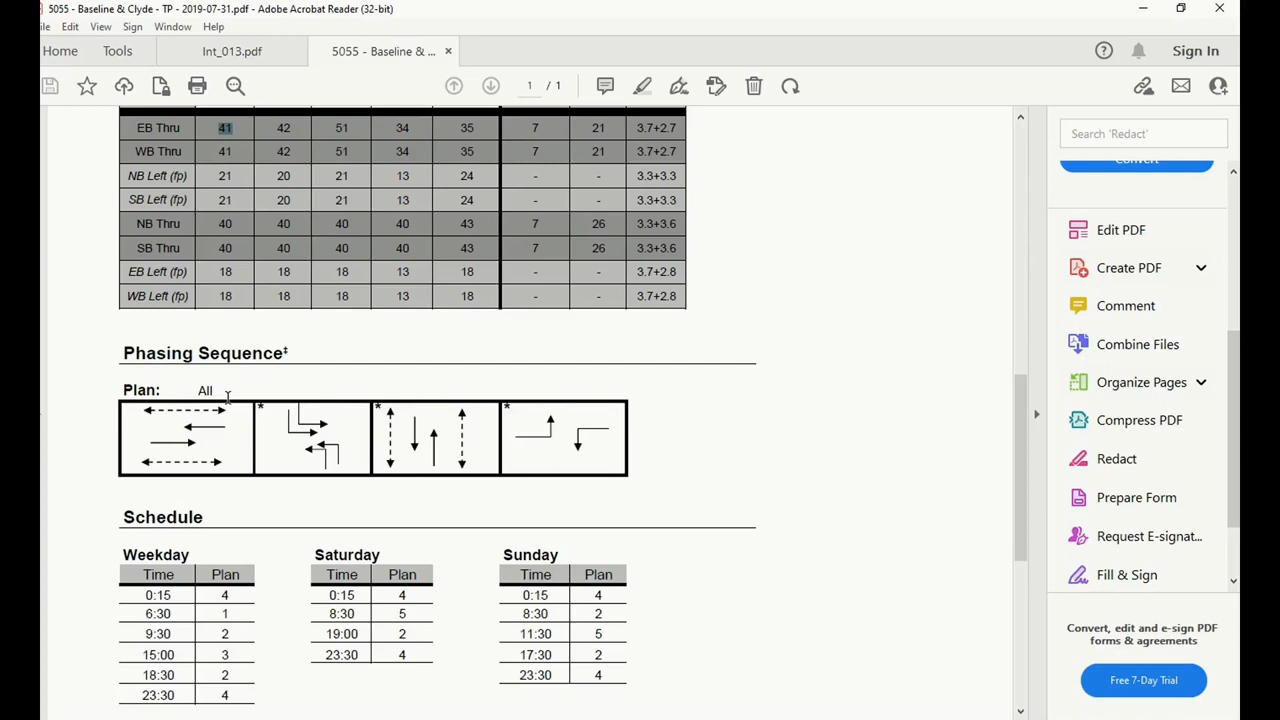 5055 - Baseline & Clyde - TP - 2019-07-31.pdf - Adobe Acrobat Reader (32-bit)
ile Edit View Sign Window Help
Home Tools Int_013.pdf 5055 - Baseline & ... × Sign In
1 / 1
EB Thru 41 42 51 34 35 7 21 3.7+2.7
WB Thru 41 42 51 34 35 7 21 3.7+2.7
NB Left (fp) 21 20 21 13 24 - - 3.3+3.3
SB Left (fp) 21 20 21 13 24 - - 3.3+3.3
NB Thru 40 40 40 40 43 7 26 3.3+3.6
SB Thru 40 40 40 40 43 7 26 3.3+3.6
EB Left (fp) 18 18 18 13 18 - - 3.7+2.8
WB Left (fp) 18 18 18 13 18 - - 3.7+2.8
Phasing Sequence‡
Plan: All
* * *
Schedule
Weekday Saturday Sunday
Time Plan Time Plan Time Plan
0:15 4 0:15 4 0:15 4
6:30 1 8:30 5 8:30 2
9:30 2 19:00 2 11:30 5
15:00 3 23:30 4 17:30 2
18:30 2 23:30 4
23:30 4
Search 'Redact'
Convert
Edit PDF
Create PDF
Comment
Combine Files
Organize Pages
Compress PDF
Redact
Prepare Form
Request E-signat...
Fill & Sign
Convert, edit and e-sign PDF
forms & agreements
Free 7-Day Trial